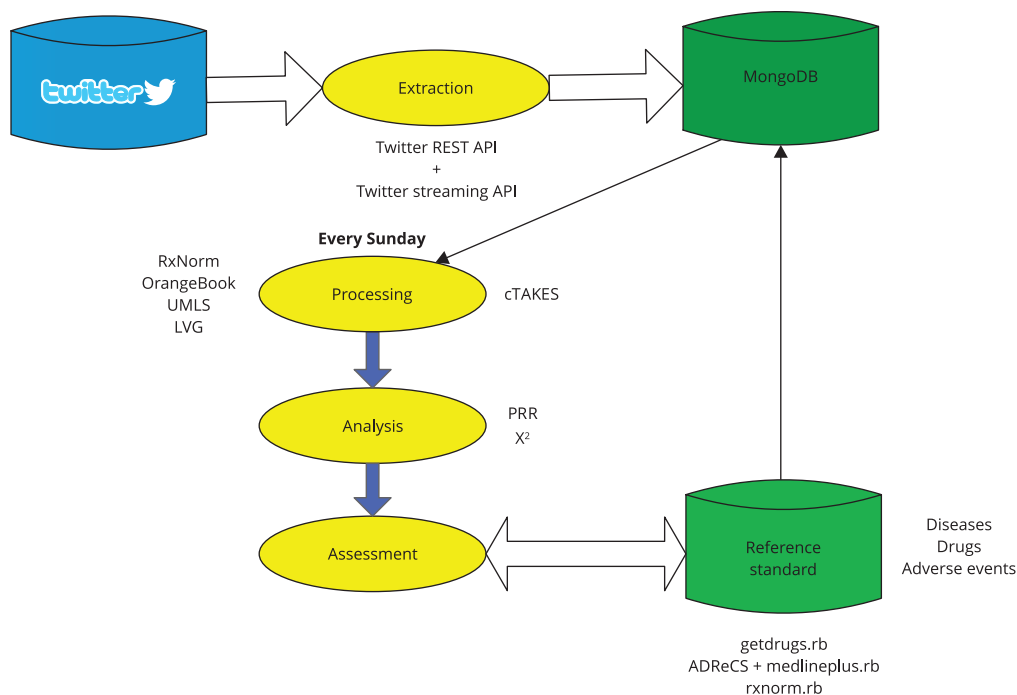 twitter
Extraction
MongoDB
Twitter REST API
+
Twitter streaming API
Every Sunday
RxNorm
OrangeBook
UMLS
LVG
Processing
cTAKES
Analysis
PRR
X²
Assessment
Reference
standard
Diseases
Drugs
Adverse events
getdrugs.rb
ADReCS + medlineplus.rb
rxnorm.rb